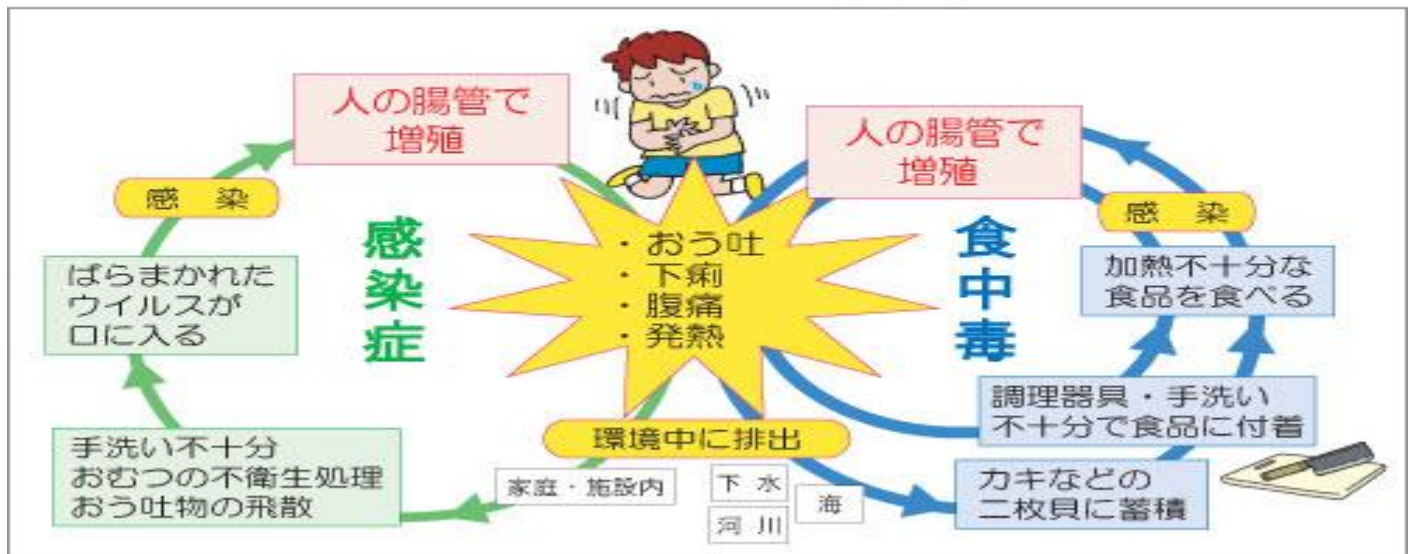 人の腸管で
増殖
感 染
感染症
ばらまかれた
ウイルスが
口に入る
手洗い不十分
おむつの不衛生処理
おう吐物の飛散
・おう吐
・下痢
・腹痛
・発熱
環境中に排出
家庭・施設内
下 水
河 川
海
人の腸管で
増殖
感 染
食中毒
加熱不十分な
食品を食べる
調理器具・手洗い
不十分で食品に付着
カキなどの
二枚貝に蓄積